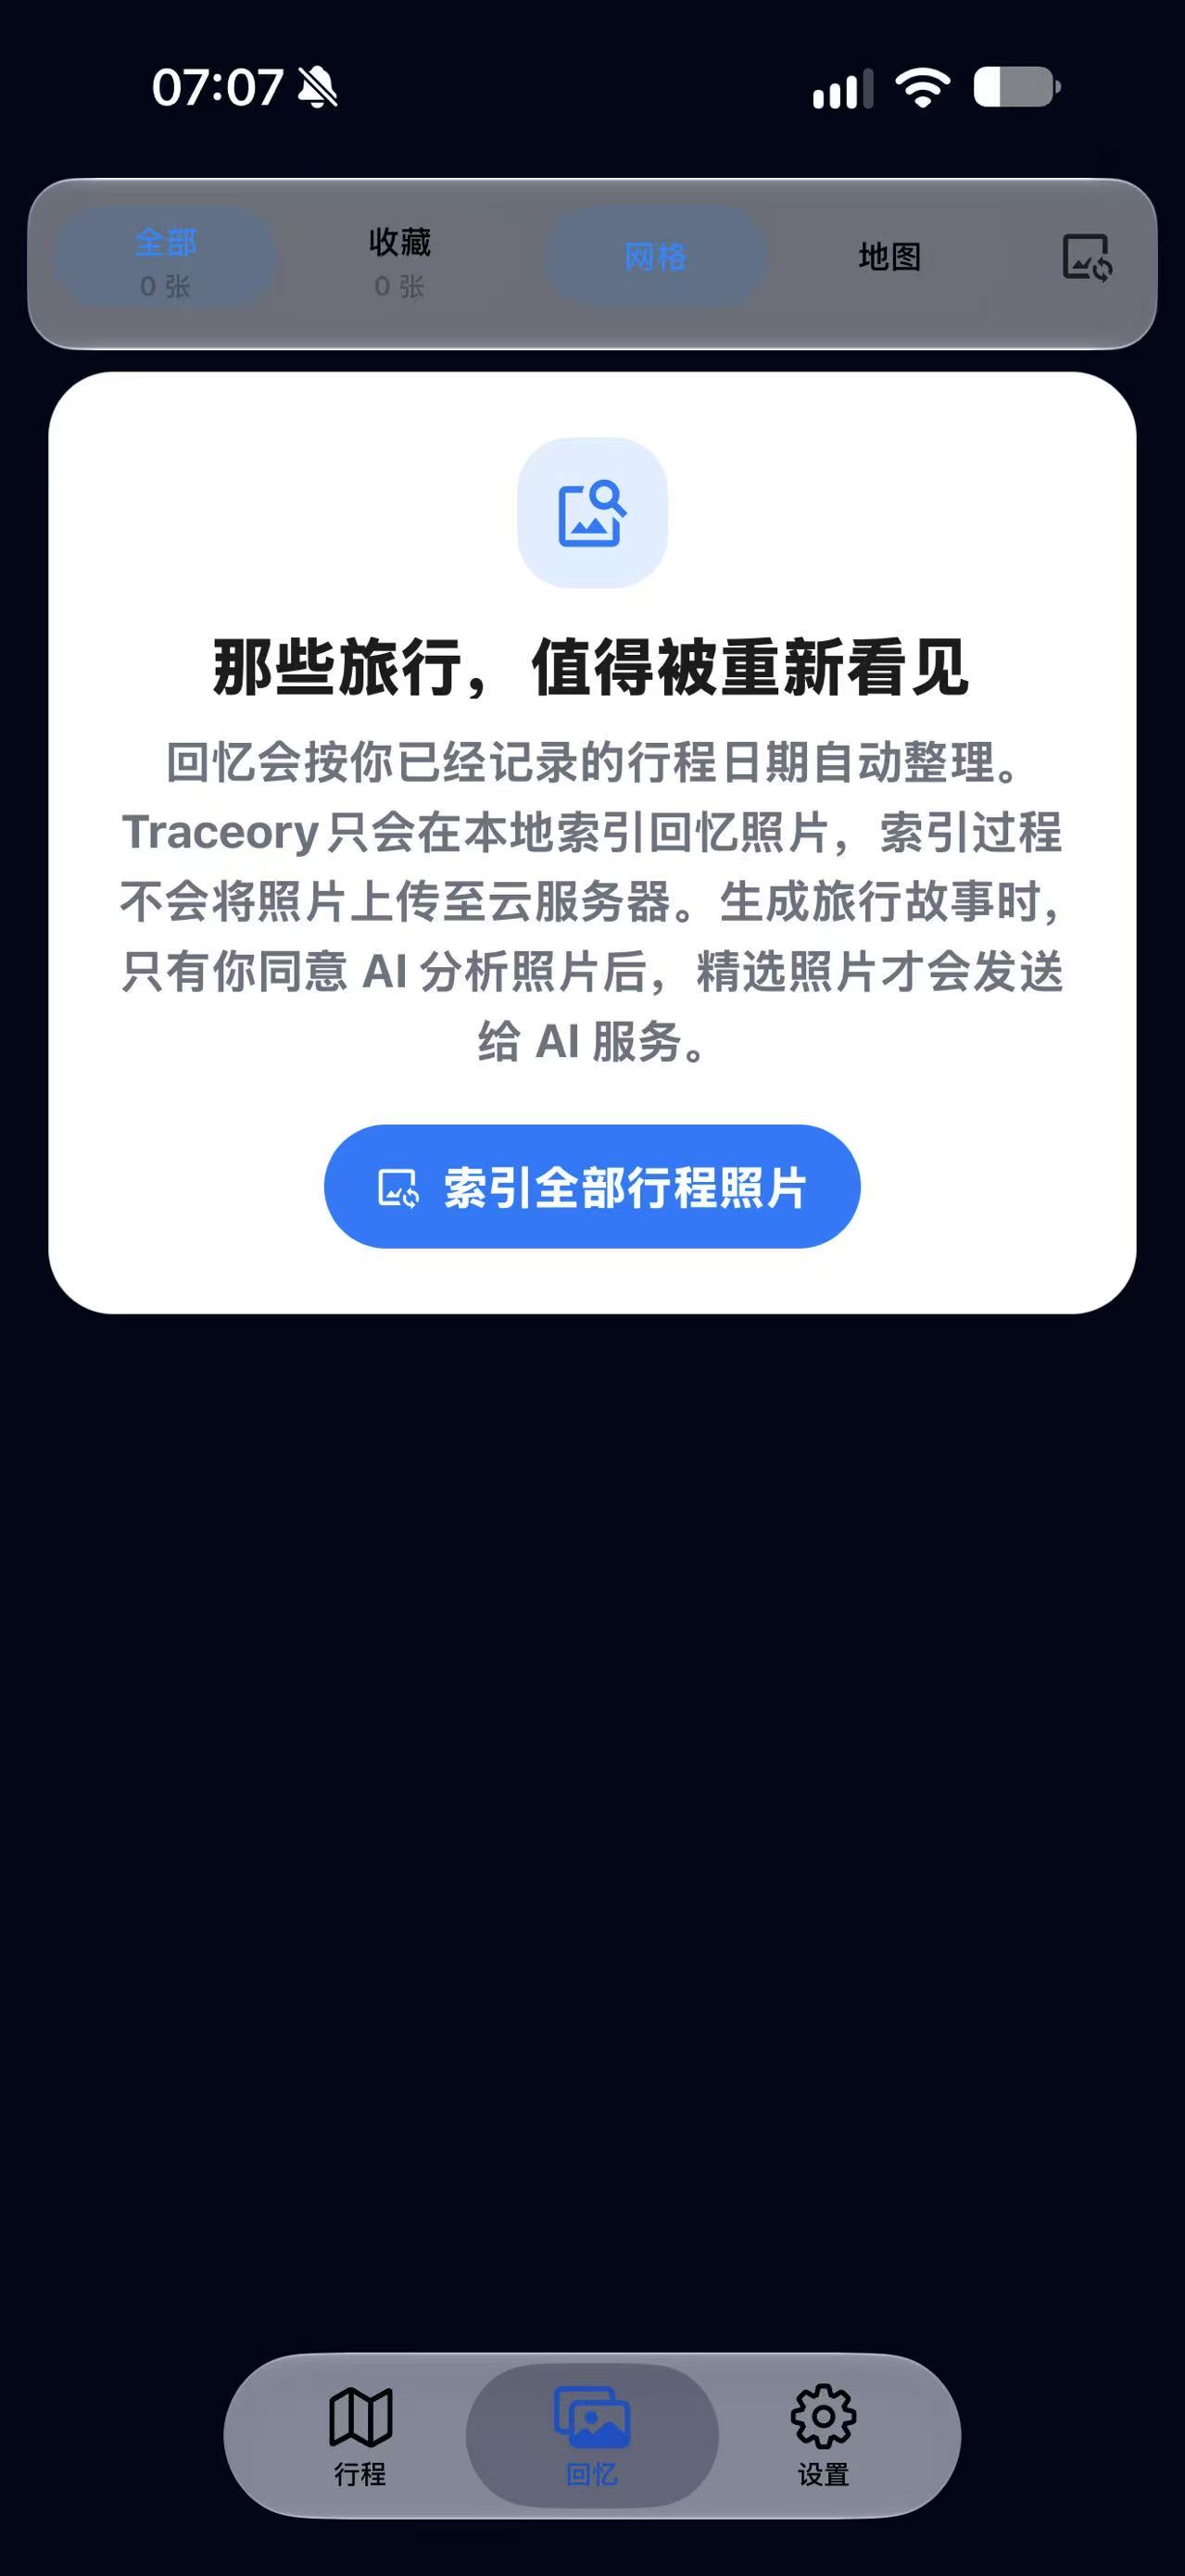 07:07
全部
0 张
收藏
0 张
网格
地图
那些旅行，值得被重新看见
回忆会按你已经记录的行程日期自动整理。
Traceory只会在本地索引回忆照片，索引过程
不会将照片上传至云服务器。生成旅行故事时，
只有你同意 AI 分析照片后，精选照片才会发送
给 AI 服务。
索引全部行程照片
行程
回忆
设置